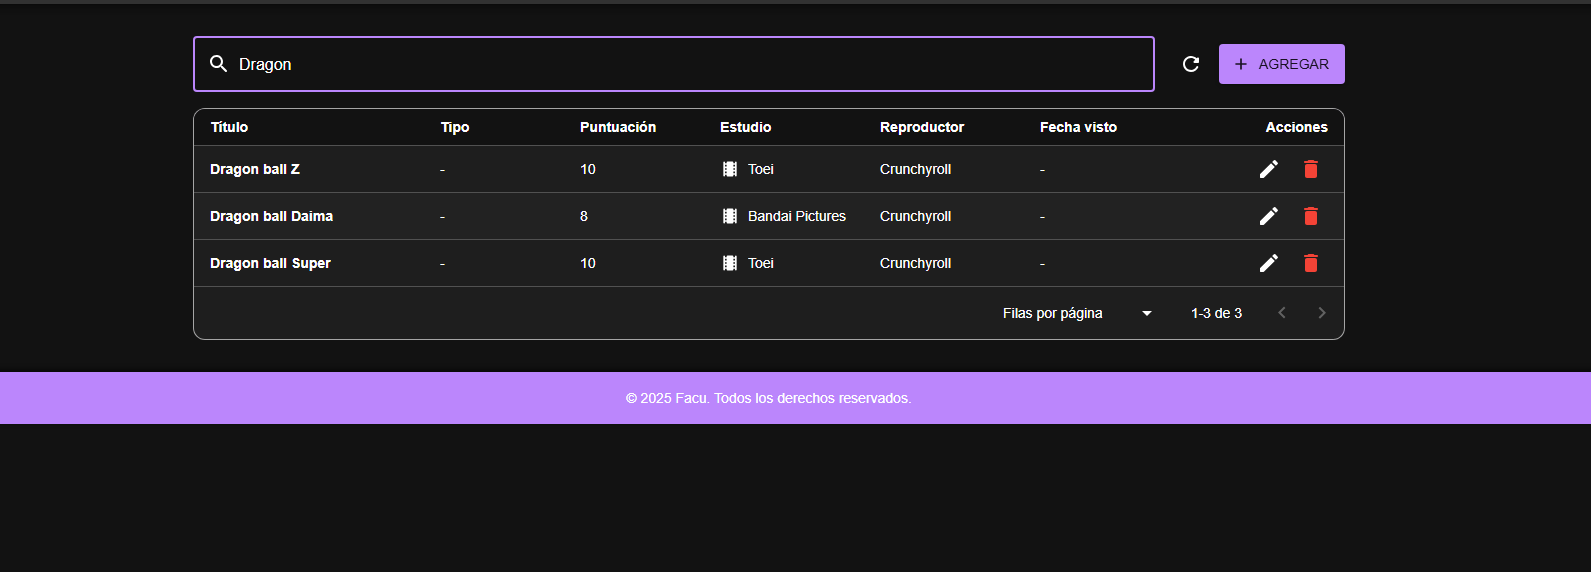 Dragon
AGREGAR
Título Tipo Puntuación Estudio Reproductor Fecha visto Acciones
Dragon ball Z - 10 Toei Crunchyroll -
Dragon ball Daima - 8 Bandai Pictures Crunchyroll -
Dragon ball Super - 10 Toei Crunchyroll -
Filas por página 1-3 de 3
© 2025 Facu. Todos los derechos reservados.